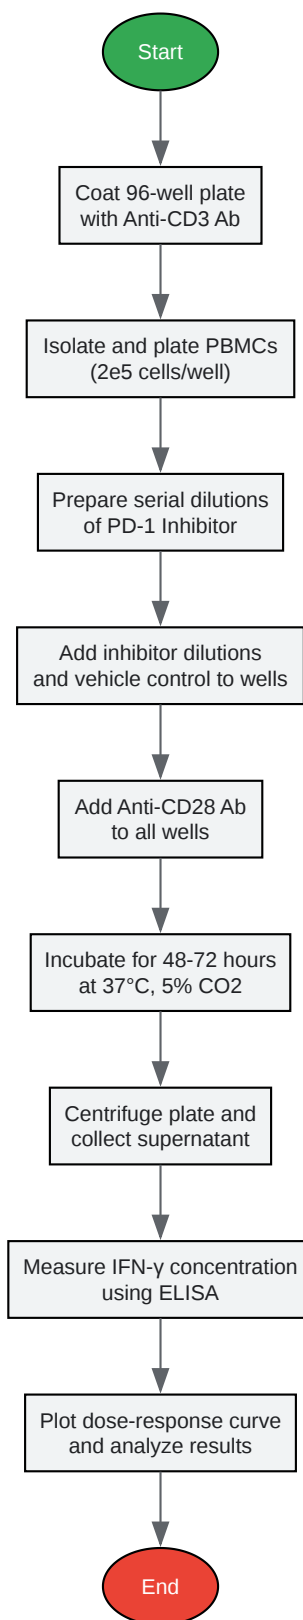 Start
Coat 96-well plate
with Anti-CD3 Ab
Isolate and plate PBMCs
(2e5 cells/well)
Prepare serial dilutions
of PD-1 Inhibitor
Add inhibitor dilutions
and vehicle control to wells
Add Anti-CD28 Ab
to all wells
Incubate for 48-72 hours
at 37°C, 5% CO2
Centrifuge plate and
collect supernatant
Measure IFN-γ concentration
using ELISA
Plot dose-response curve
and analyze results
End